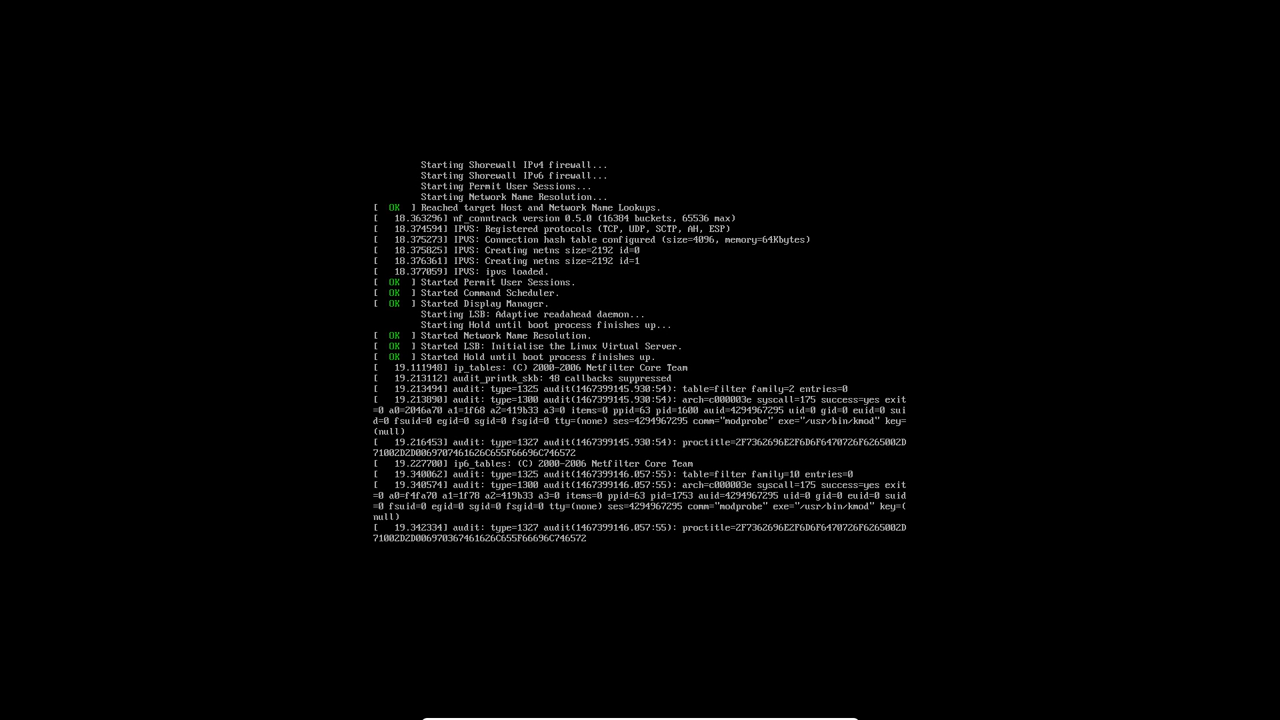 Starting Shorewall IPv4 firewall...
Starting Shorewall IPv6 firewall...
Starting Permit User Sessions...
Starting Network Name Resolution...
[  OK  ] Reached target Host and Network Name Lookups.
[   18.363296] nf_conntrack version 0.5.0 (16384 buckets, 65536 max)
[   18.374594] IPVS: Registered protocols (TCP, UDP, SCTP, AH, ESP)
[   18.375273] IPVS: Connection hash table configured (size=4096, memory=64Kbytes)
[   18.375825] IPVS: Creating netns size=2192 id=0
[   18.376361] IPVS: Creating netns size=2192 id=1
[   18.377059] IPVS: ipvs loaded.
[  OK  ] Started Permit User Sessions.
[  OK  ] Started Command Scheduler.
[  OK  ] Started Display Manager.
Starting LSB: Adaptive readahead daemon...
Starting Hold until boot process finishes up...
[  OK  ] Started Network Name Resolution.
[  OK  ] Started LSB: Initialise the Linux Virtual Server.
[  OK  ] Started Hold until boot process finishes up.
[   19.111948] ip_tables: (C) 2000-2006 Netfilter Core Team
[   19.213112] audit_printk_skb: 48 callbacks suppressed
[   19.213494] audit: type=1325 audit(1467399145.930:54): table=filter family=2 entries=0
[   19.213890] audit: type=1300 audit(1467399145.930:54): arch=c000003e syscall=175 success=yes exit
=0 a0=2046a70 a1=1f68 a2=419b33 a3=0 items=0 ppid=63 pid=1600 auid=4294967295 uid=0 gid=0 euid=0 sui
d=0 fsuid=0 egid=0 sgid=0 fsgid=0 tty=(none) ses=4294967295 comm="modprobe" exe="/usr/bin/kmod" key=
(null)
[   19.216453] audit: type=1327 audit(1467399145.930:54): proctitle=2F7362696E2F6D6F6470726F6265002D
71002D2D0069707461626C655F66696C746572
[   19.227700] ip6_tables: (C) 2000-2006 Netfilter Core Team
[   19.340062] audit: type=1325 audit(1467399146.057:55): table=filter family=10 entries=0
[   19.340574] audit: type=1300 audit(1467399146.057:55): arch=c000003e syscall=175 success=yes exit
=0 a0=f4fa70 a1=1f78 a2=419b33 a3=0 items=0 ppid=63 pid=1753 auid=4294967295 uid=0 gid=0 euid=0 suid
=0 fsuid=0 egid=0 sgid=0 fsgid=0 tty=(none) ses=4294967295 comm="modprobe" exe="/usr/bin/kmod" key=(
null)
[   19.342334] audit: type=1327 audit(1467399146.057:55): proctitle=2F7362696E2F6D6F6470726F6265002D
71002D2D006970367461626C655F66696C746572